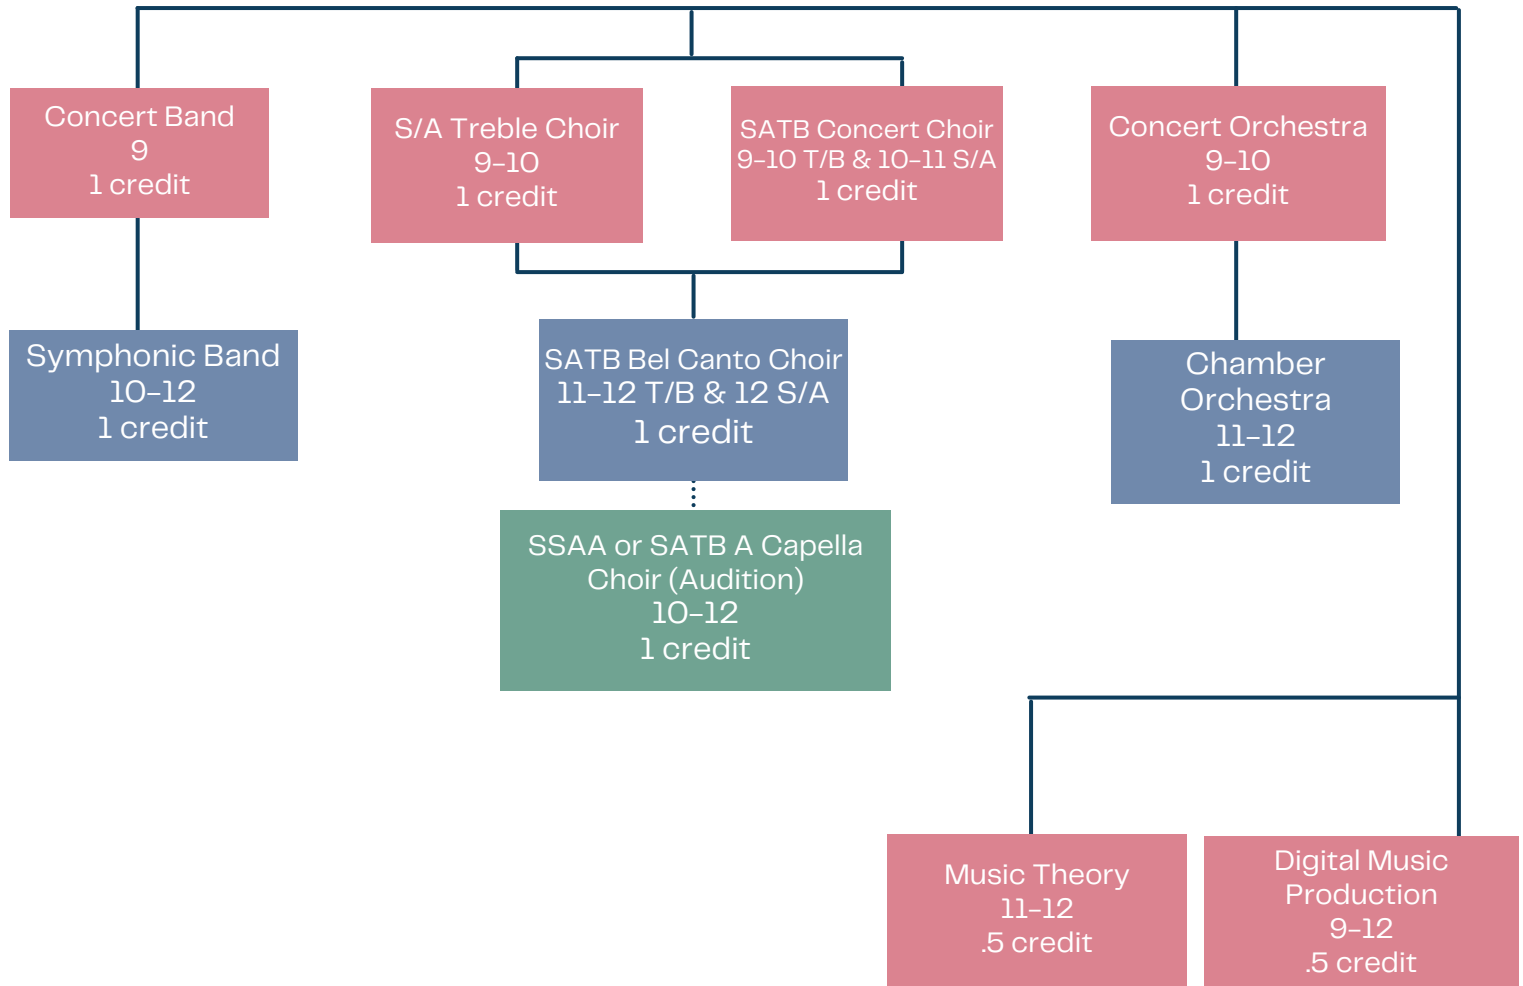 Concert Band
9
1 credit
S/A Treble Choir
9-10
1 credit
SATB Concert Choir
9-10 T/B & 10-11 S/A
1 credit
Concert Orchestra
9-10
1 credit
Symphonic Band
10-12
1 credit
SATB Bel Canto Choir
11-12 T/B & 12 S/A
1 credit
Chamber
Orchestra
11-12
1 credit
SSAA or SATB A Capella
Choir (Audition)
10-12
1 credit
Music Theory
11-12
.5 credit
Digital Music
Production
9-12
.5 credit